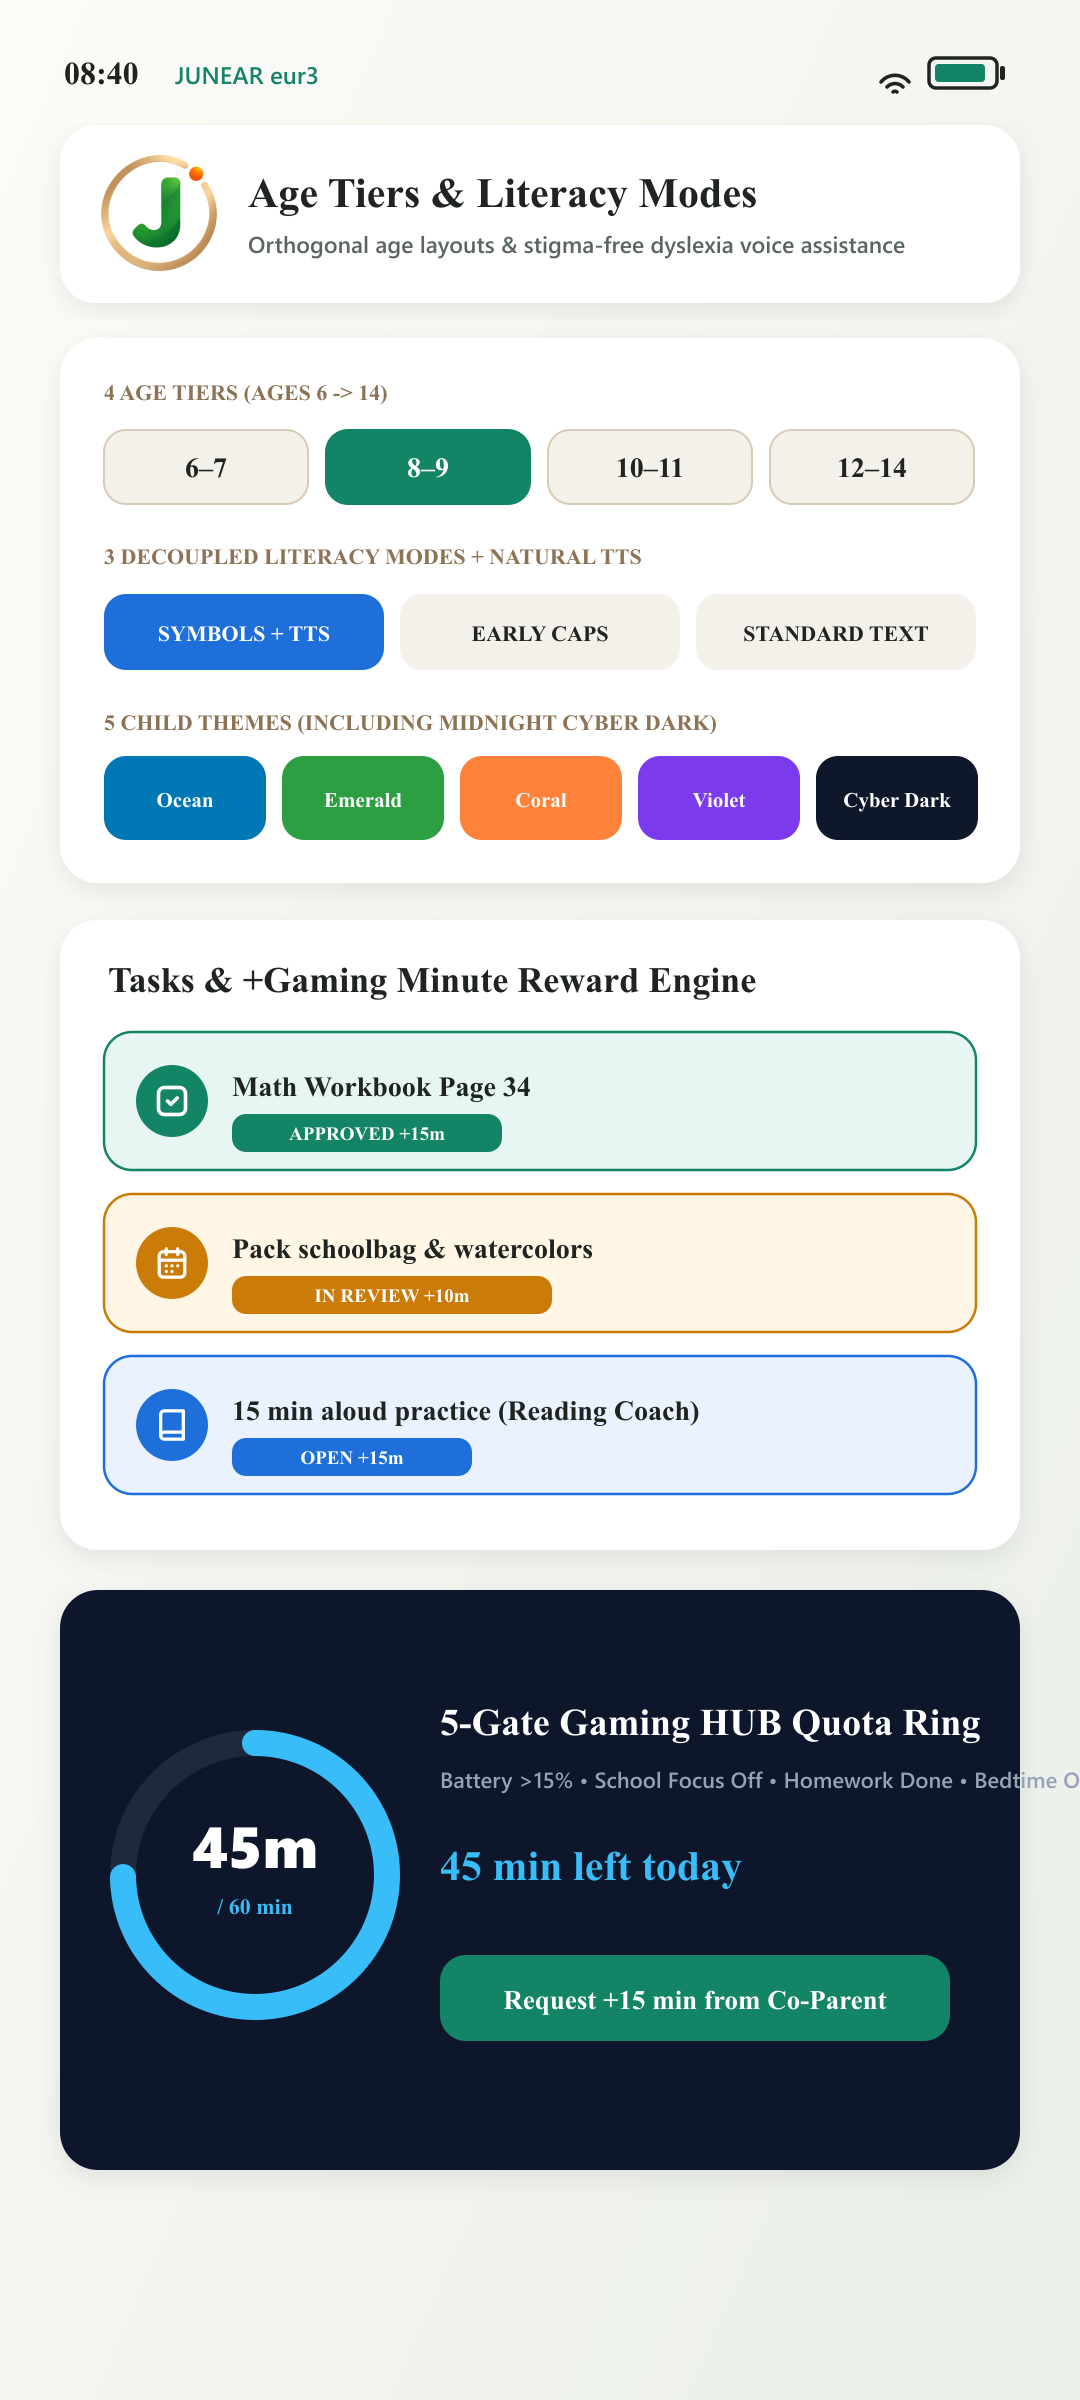 08:40 JUNEAR eur3
J
Age Tiers & Literacy Modes
Orthogonal age layouts & stigma-free dyslexia voice assistance
4 AGE TIERS (AGES 6 -> 14)
6–7 8–9 10–11 12–14
3 DECOUPLED LITERACY MODES + NATURAL TTS
SYMBOLS + TTS EARLY CAPS STANDARD TEXT
5 CHILD THEMES (INCLUDING MIDNIGHT CYBER DARK)
Ocean Emerald Coral Violet Cyber Dark
Tasks & +Gaming Minute Reward Engine
Math Workbook Page 34
APPROVED +15m
Pack schoolbag & watercolors
IN REVIEW +10m
15 min aloud practice (Reading Coach)
OPEN +15m
5-Gate Gaming HUB Quota Ring
Battery >15% • School Focus Off • Homework Done • Bedtime O
45m
/ 60 min
45 min left today
Request +15 min from Co-Parent